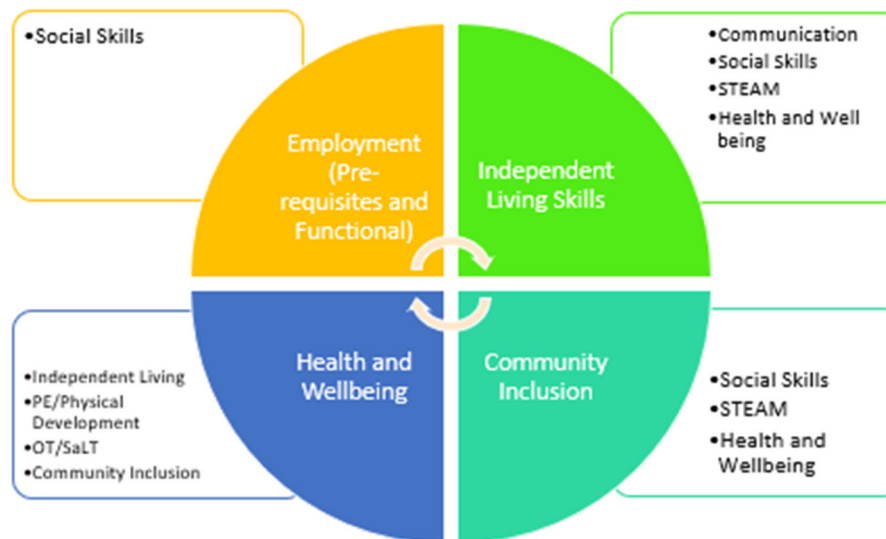 •Social Skills
Employment
(Pre-
requisites and
Functional)
•Communication
•Social Skills
•STEAM
•Health and Well
being
Independent
Living Skills
•Independent Living
•PE/Physical
Development
•OT/SaLT
•Community Inclusion
Health and
Wellbeing
Community
Inclusion
•Social Skills
•STEAM
•Health and
Wellbeing